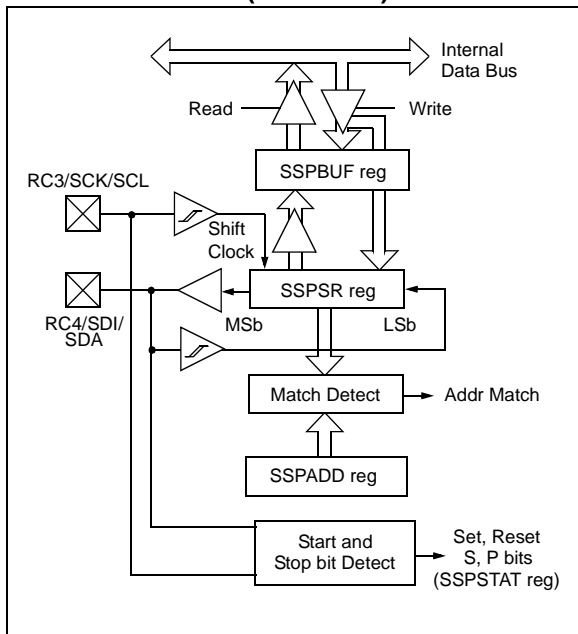 Internal
Data Bus
Read
Write
SSPBUF reg
RC3/SCK/SCL
Shift
Clock
SSPSR reg
MSb
LSb
RC4/SDI/
SDA
Match Detect
Addr Match
SSPADD reg
Start and
Stop bit Detect
Set, Reset
S, P bits
(SSPSTAT reg)